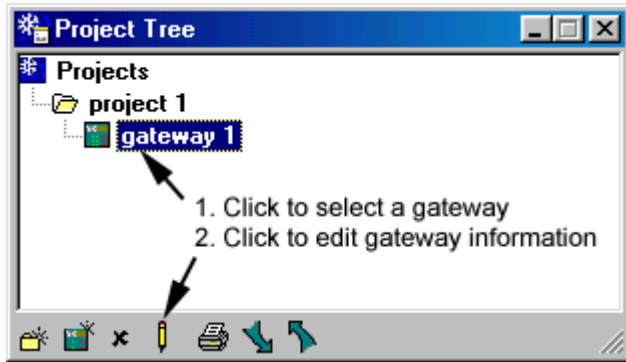 Project Tree
Projects
project 1
gateway 1
1. Click to select a gateway
2. Click to edit gateway information